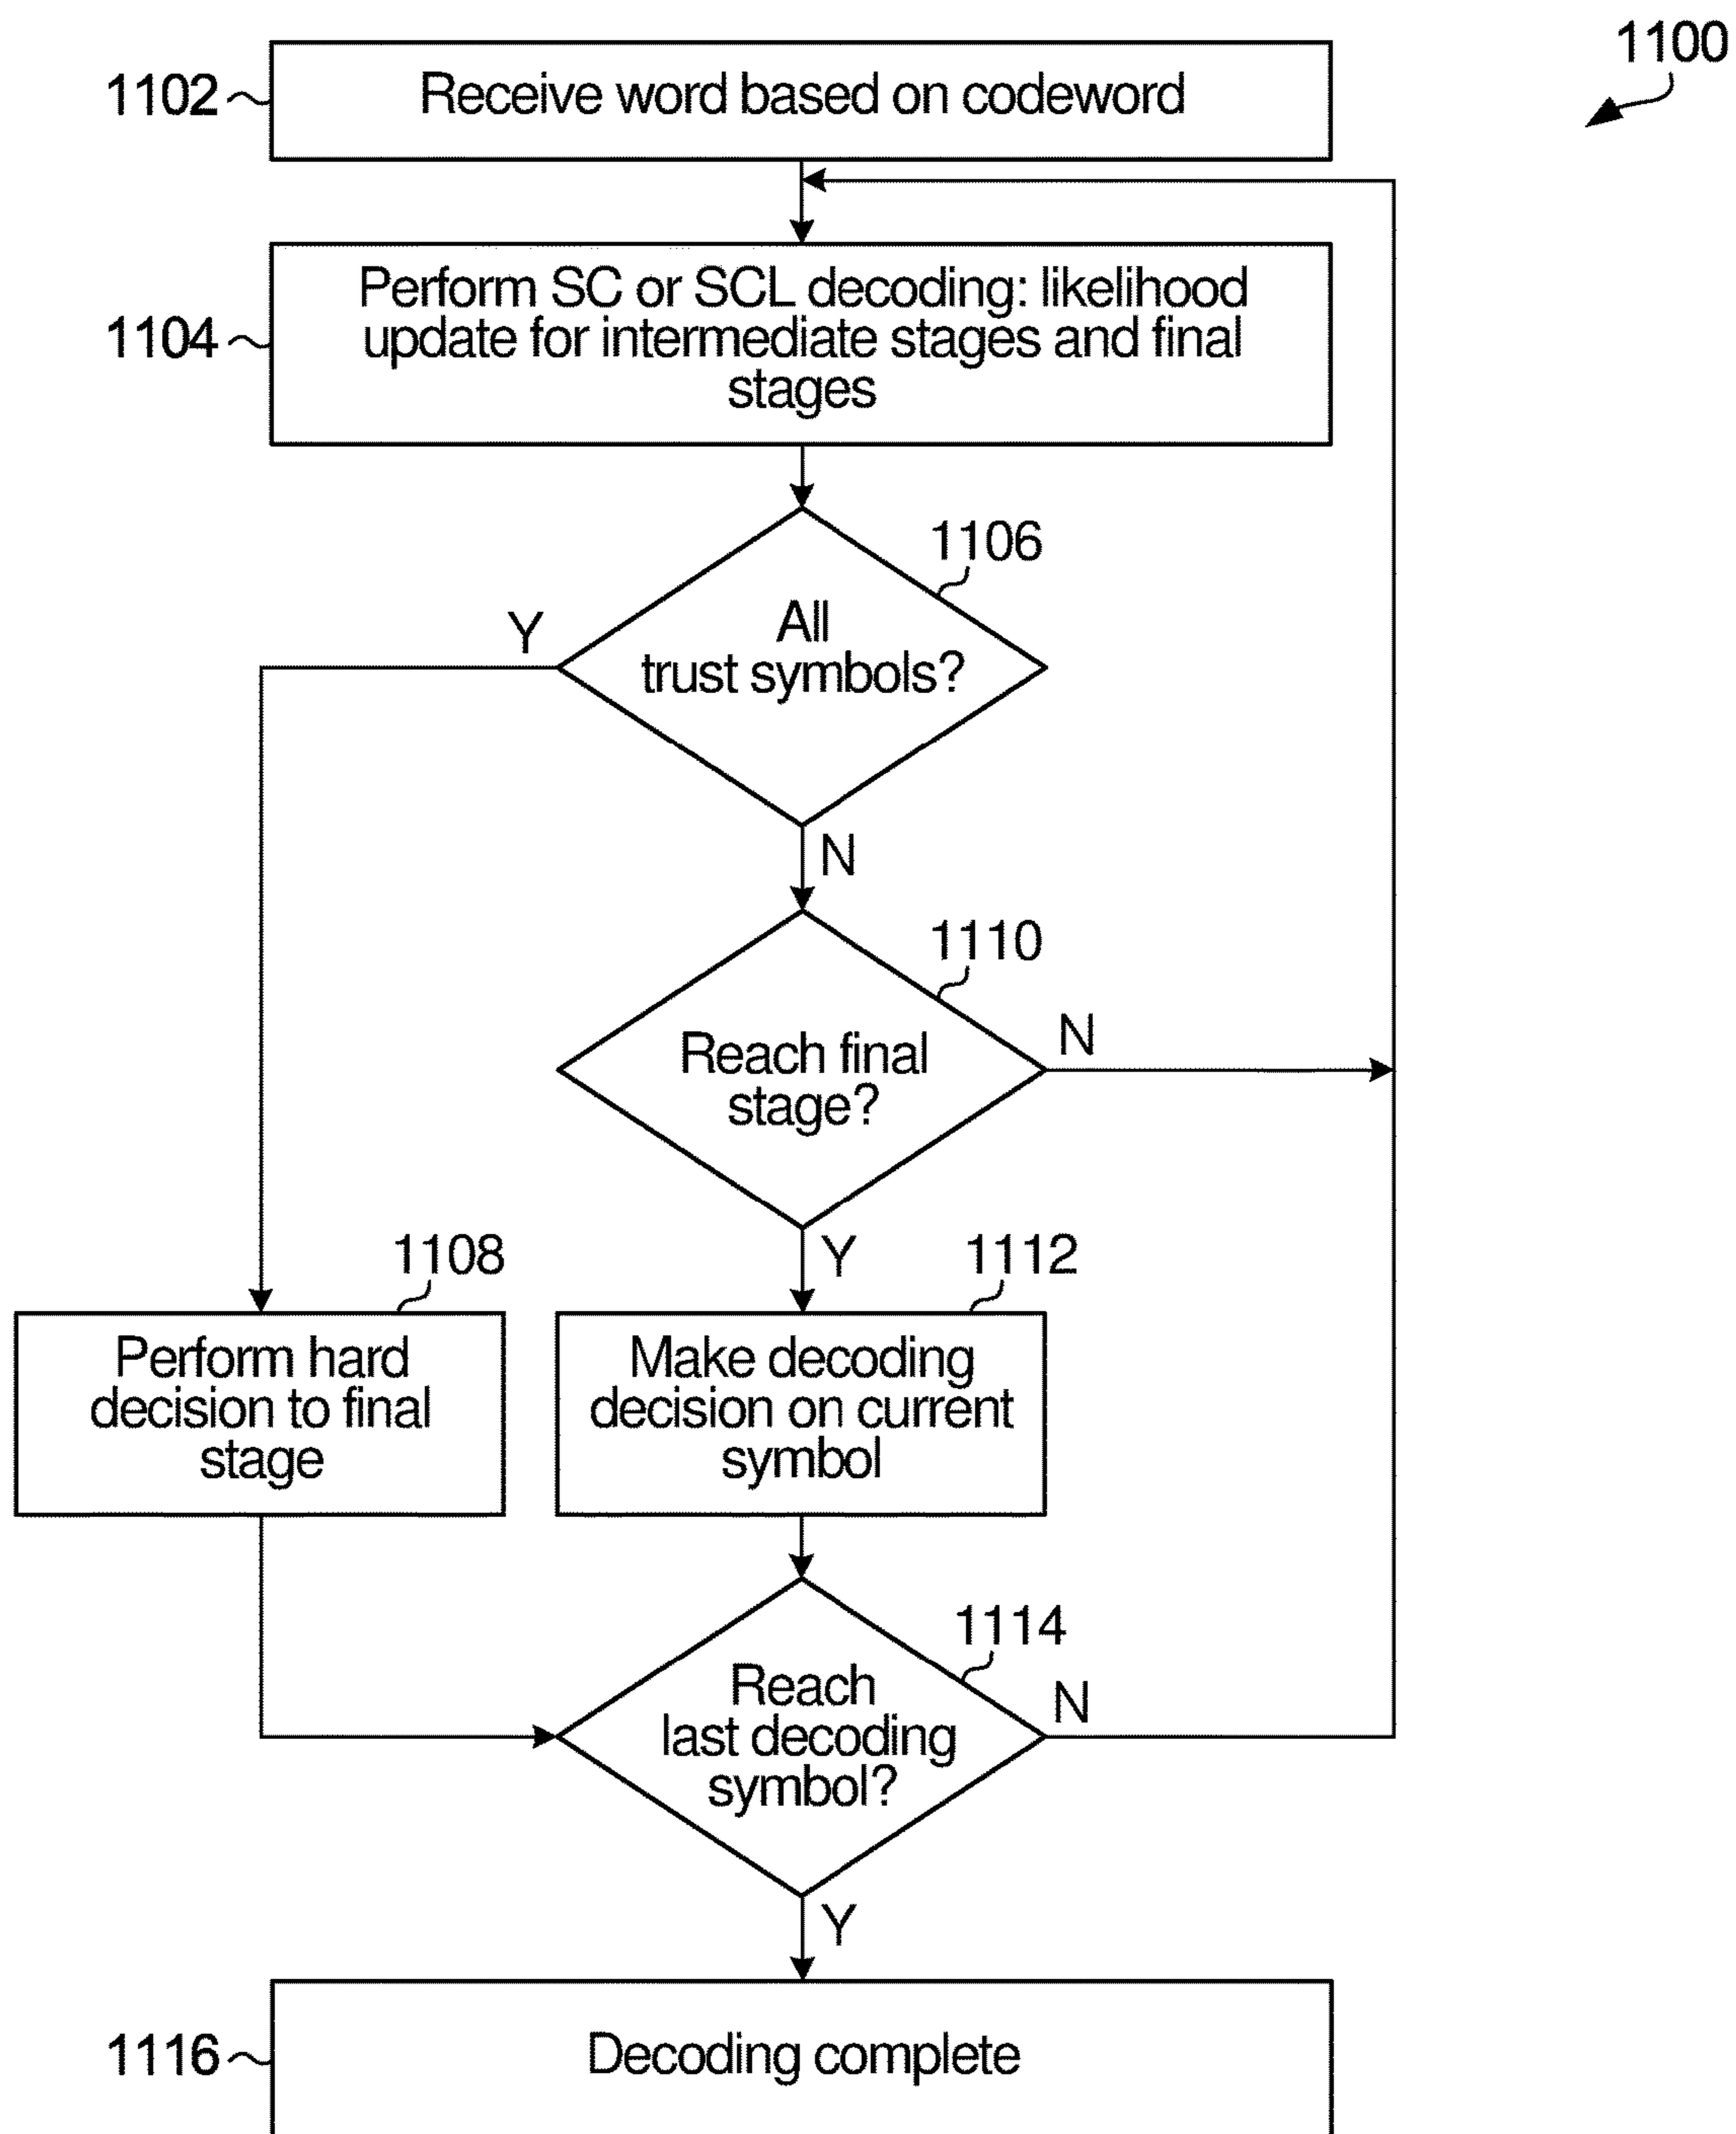 1100
1102
Receive word based on codeword
1104
Perform SC or SCL decoding: likelihood
update for intermediate stages and final
stages
1106
All
trust symbols?
Y
N
1110
Reach final
stage?
N
Y
1108
Perform hard
decision to final
stage
1112
Make decoding
decision on current
symbol
1114
Reach
last decoding
symbol?
N
Y
1116
Decoding complete